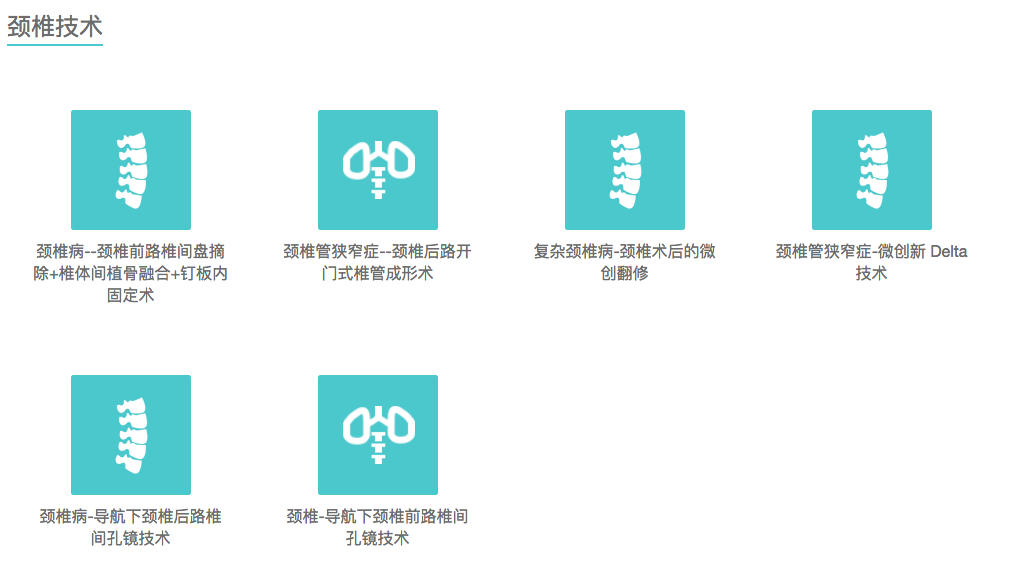 颈椎技术
颈椎病--颈椎前路椎间盘摘
除+椎体间植骨融合+钉板内
固定术
颈椎管狭窄症--颈椎后路开
门式椎管成形术
复杂颈椎病-颈椎术后的微
创翻修
颈椎管狭窄症-微创新 Delta
技术
颈椎病-导航下颈椎后路椎
间孔镜技术
颈椎-导航下颈椎前路椎间
孔镜技术